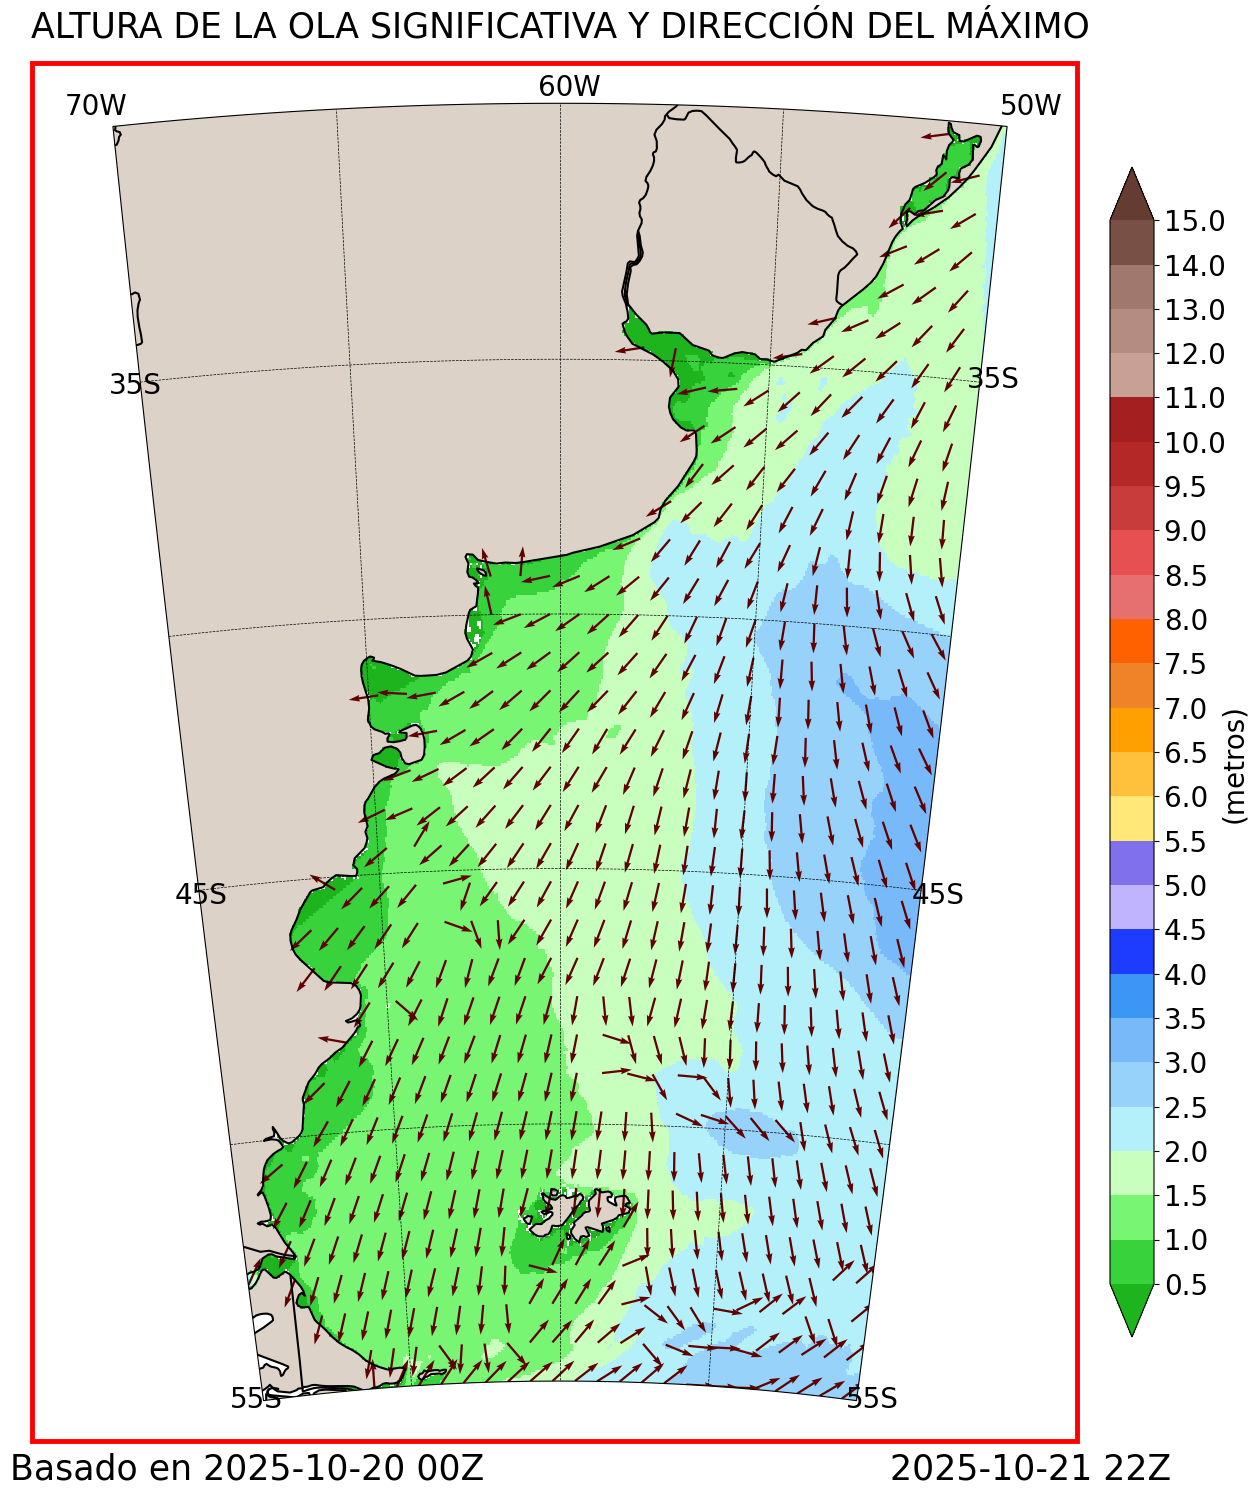 ALTURA DE LA OLA SIGNIFICATIVA Y DIRECCIÓN DEL MÁXIMO
70W
60W
50W
35S
35S
45S
45S
55S
55S
15.0
14.0
13.0
12.0
11.0
10.0
9.5
9.0
8.5
8.0
7.5
7.0
6.5
6.0
5.5
5.0
4.5
4.0
3.5
3.0
2.5
2.0
1.5
1.0
0.5
(metros)
Basado en 2025-10-20 00Z
2025-10-21 22Z